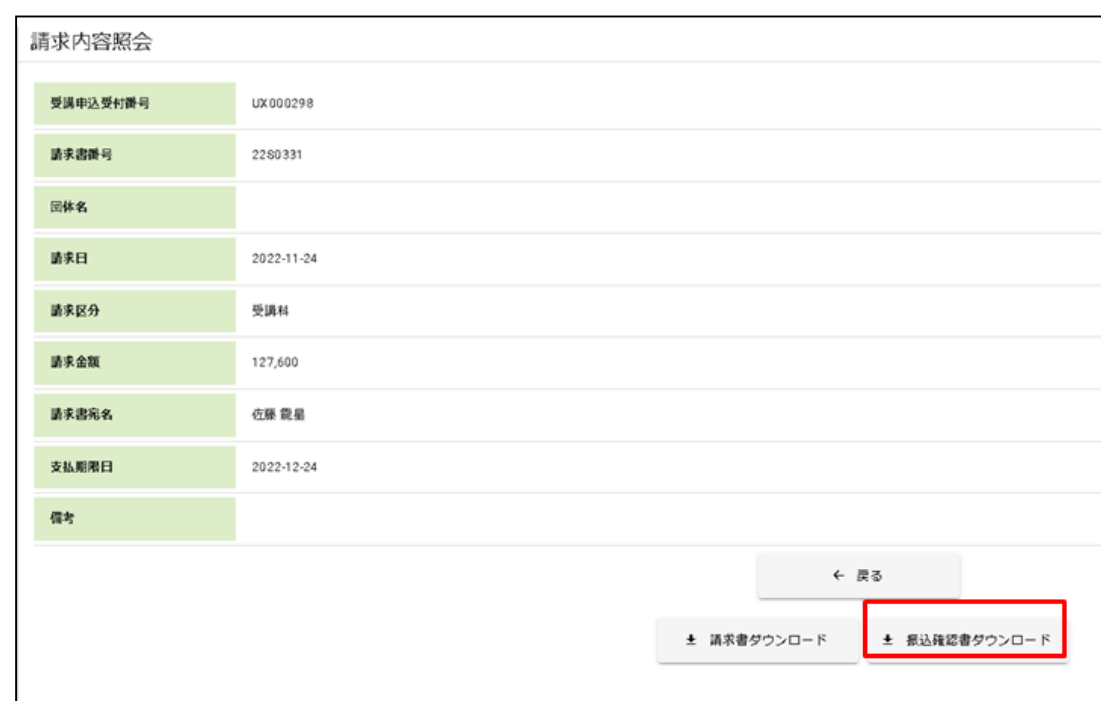 請求内容照会
受講申込受付番号 UX000298
請求書番号 22S0331
団体名
請求日 2022-11-24
請求区分 受講料
請求金額 127,600
請求書宛名 佐藤 龍星
支払期限日 2022-12-24
備考
← 戻る
請求書ダウンロード 振込確認書ダウンロード